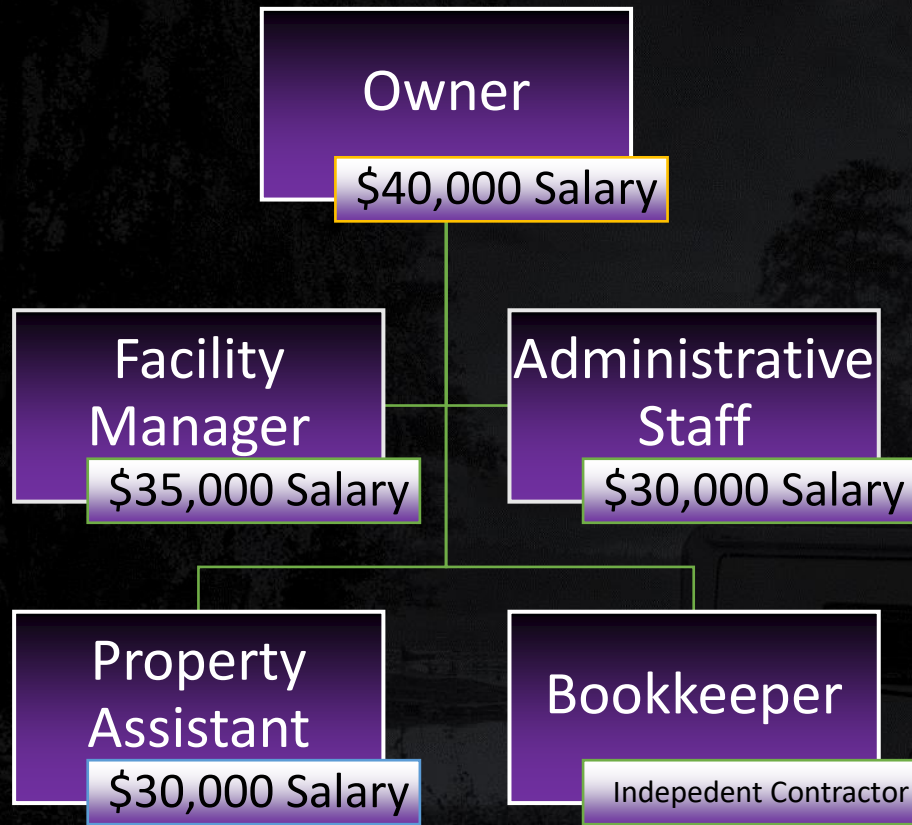 Owner
$40,000 Salary
Facility
Manager
$35,000 Salary
Administrative
Staff
$30,000 Salary
Property
Assistant
$30,000 Salary
Bookkeeper
Indepedent Contractor